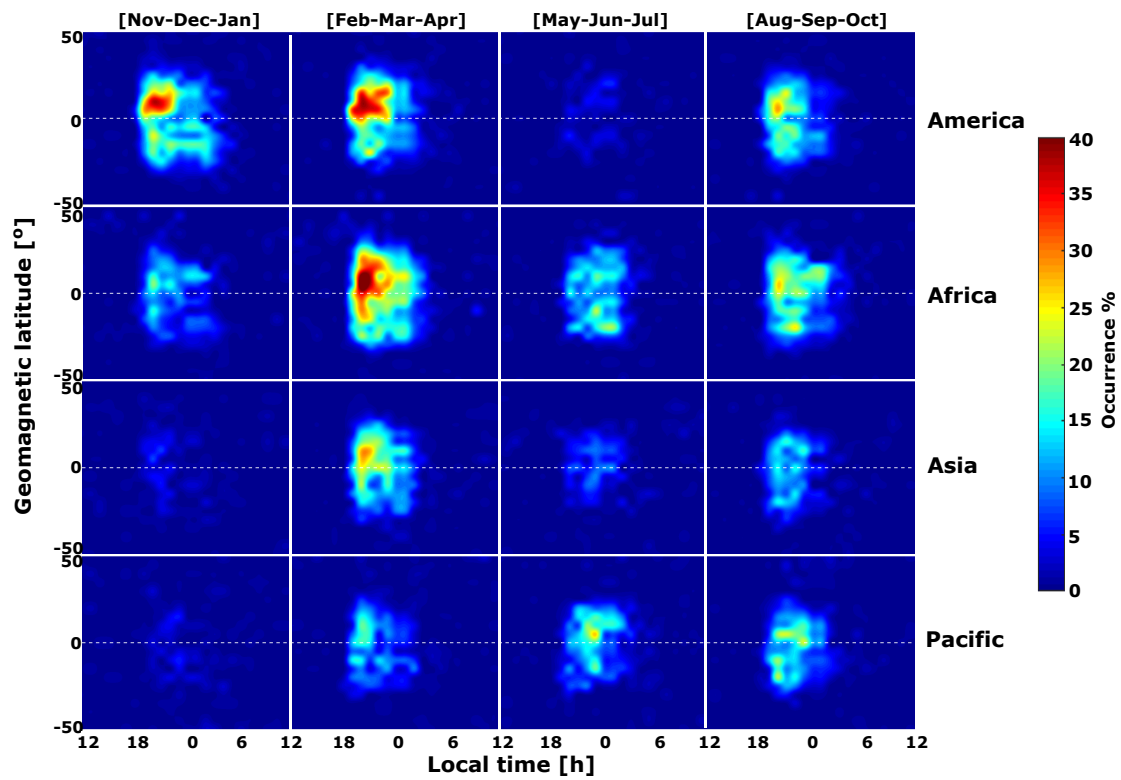 [Nov-Dec-Jan] [Feb-Mar-Apr] [May-Jun-Jul] [Aug-Sep-Oct]
50
0
-50
America
50
0
-50
Africa
50
0
-50
Asia
50
0
-50
Pacific
12 18 0 6 12 18 0 6 12 18 0 6 12 18 0 6 12
Local time [h]
Geomagnetic latitude [º]
40
35
30
25
20
15
10
5
0
Occurrence %